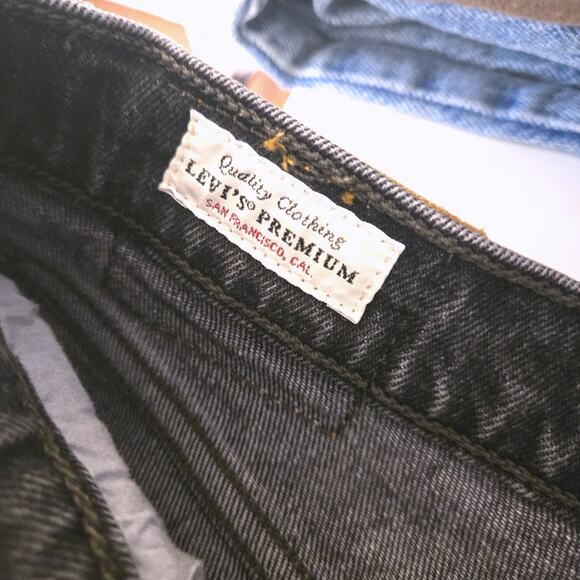 Quality Clothing
LEVI'S® PREMIUM
SAN FRANCISCO, CAL.